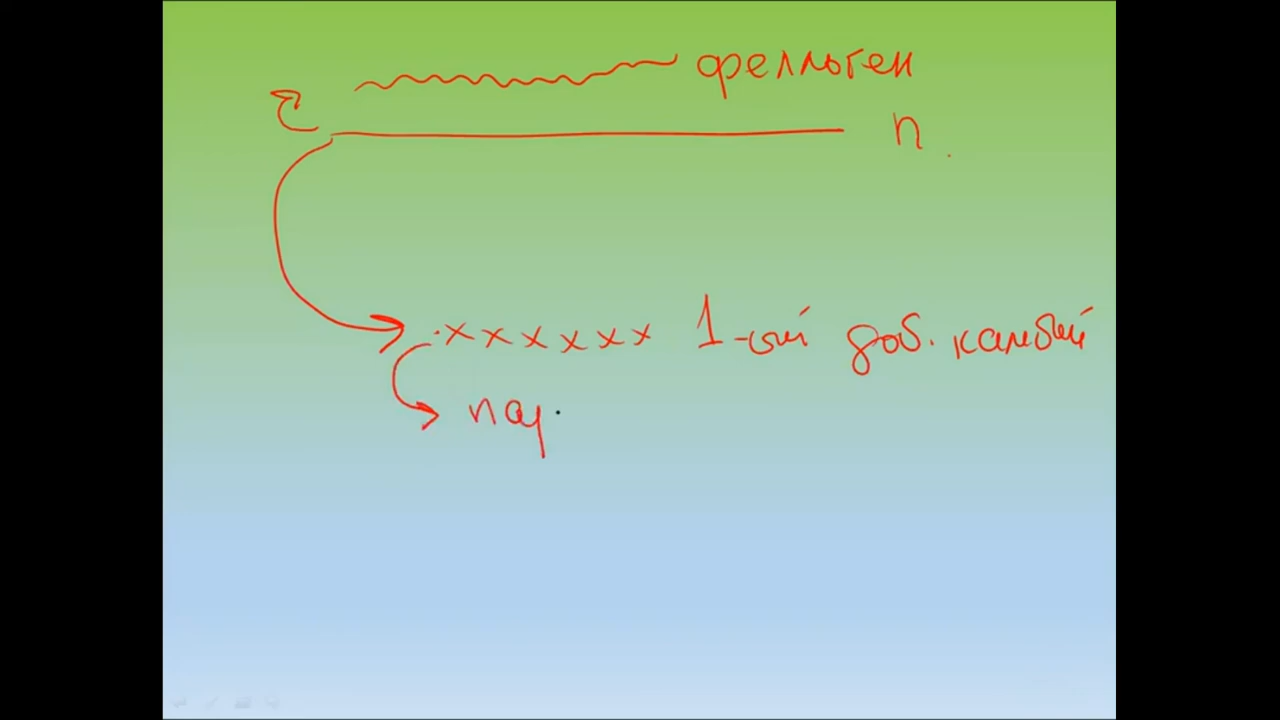 феллоген
п
1-ый доб. камбий
пар